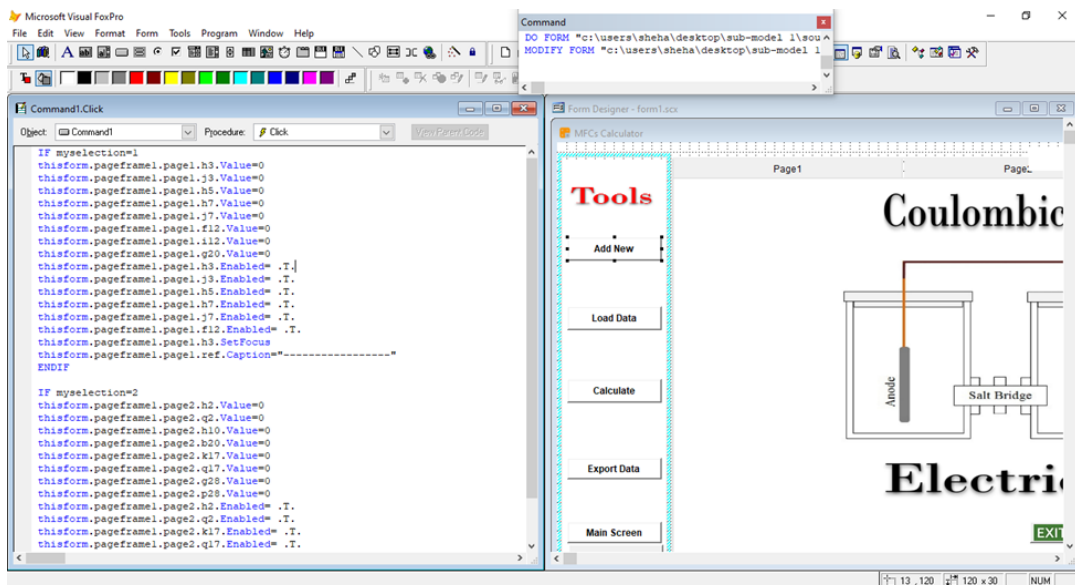 Microsoft Visual FoxPro
File Edit View Format Form Tools Program Window Help
Command
DO FORM "c:\users\sheha\desktop\sub-model 1\sou
MODIFY FORM "c:\users\sheha\desktop\sub-model 1
Command1.Click
Object: Command1 Procedure: Click View Parent Code
IF myselection=1
thisform.pageframe1.page1.h3.Value=0
thisform.pageframe1.page1.j3.Value=0
thisform.pageframe1.page1.h5.Value=0
thisform.pageframe1.page1.h7.Value=0
thisform.pageframe1.page1.j7.Value=0
thisform.pageframe1.page1.f12.Value=0
thisform.pageframe1.page1.i12.Value=0
thisform.pageframe1.page1.g20.Value=0
thisform.pageframe1.page1.h3.Enabled= .T.
thisform.pageframe1.page1.j3.Enabled= .T.
thisform.pageframe1.page1.h5.Enabled= .T.
thisform.pageframe1.page1.h7.Enabled= .T.
thisform.pageframe1.page1.j7.Enabled= .T.
thisform.pageframe1.page1.f12.Enabled= .T.
thisform.pageframe1.page1.h3.SetFocus
thisform.pageframe1.page1.ref.Caption="-----------------"
ENDIF
IF myselection=2
thisform.pageframe1.page2.h2.Value=0
thisform.pageframe1.page2.q2.Value=0
thisform.pageframe1.page2.h10.Value=0
thisform.pageframe1.page2.b20.Value=0
thisform.pageframe1.page2.k17.Value=0
thisform.pageframe1.page2.q17.Value=0
thisform.pageframe1.page2.g28.Value=0
thisform.pageframe1.page2.p28.Value=0
thisform.pageframe1.page2.h2.Enabled= .T.
thisform.pageframe1.page2.q2.Enabled= .T.
thisform.pageframe1.page2.k17.Enabled= .T.
thisform.pageframe1.page2.q17.Enabled= .T.
Form Designer - form1.scx
MFCs Calculator
Page1 Page
Tools
Add New
Load Data
Calculate
Export Data
Main Screen
Coulombic
Anode
Salt Bridge
Electri
EXIT
13 , 120 120 x 30 NUM